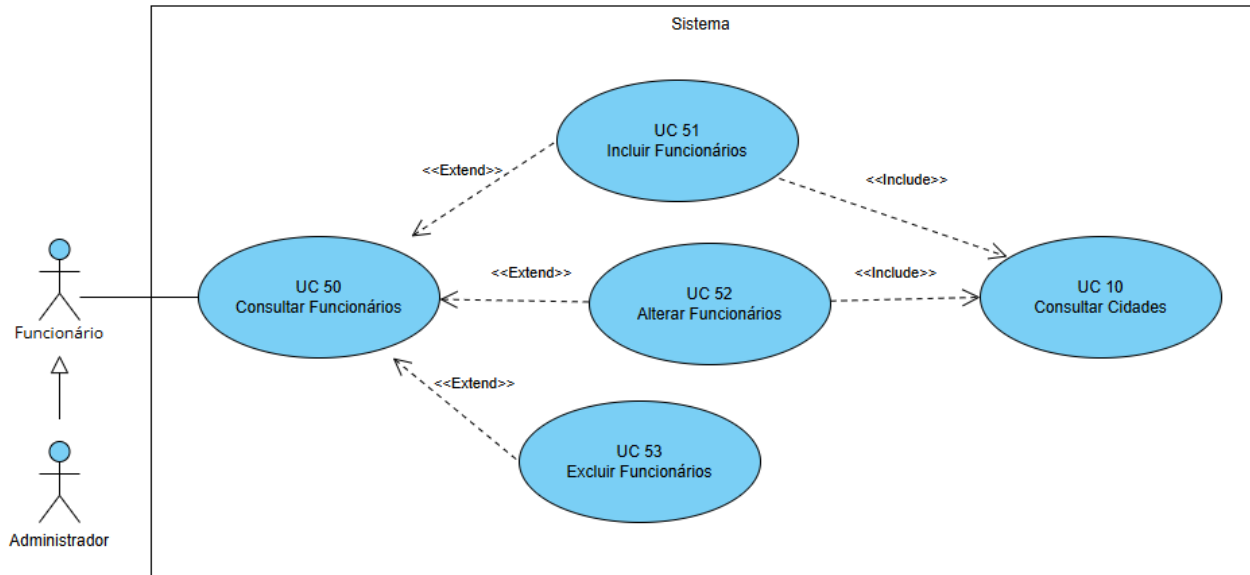 Sistema
UC 51
Incluir Funcionários
<<Extend>>
<<Include>>
UC 50
Consultar Funcionários
<<Extend>>
UC 52
Alterar Funcionários
<<Include>>
UC 10
Consultar Cidades
Funcionário
<<Extend>>
UC 53
Excluir Funcionários
Administrador